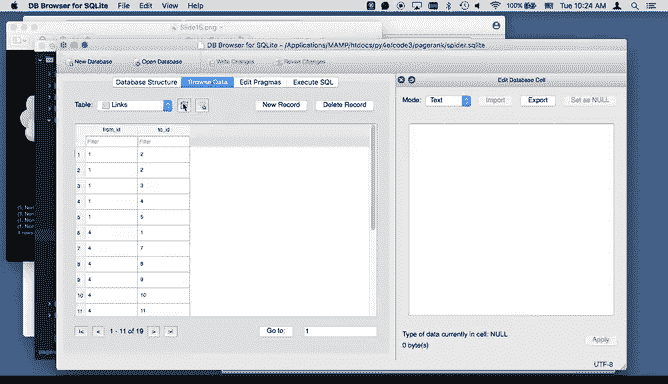 DB Browser for SQLite File Edit View Help 100% Tue 10:24 AM
Slide15.png
DB Browser for SQLite - /Applications/MAMP/htdocs/py4e/code3/pagerank/spider.sqlite
New Database Open Database Write Changes Revert Changes
Database Structure Browse Data Edit Pragmas Execute SQL
Table: Links New Record Delete Record
from_id to_id
Filter Filter
1 1 2
2 1 2
3 1 3
4 1 4
5 1 5
6 4 1
7 4 7
8 4 8
9 4 9
10 4 10
11 4 11
1 - 11 of 19 Go to: 1
Edit Database Cell
Mode: Text Import Export Set as NULL
Type of data currently in cell: NULL
0 byte(s)
Apply
UTF-8